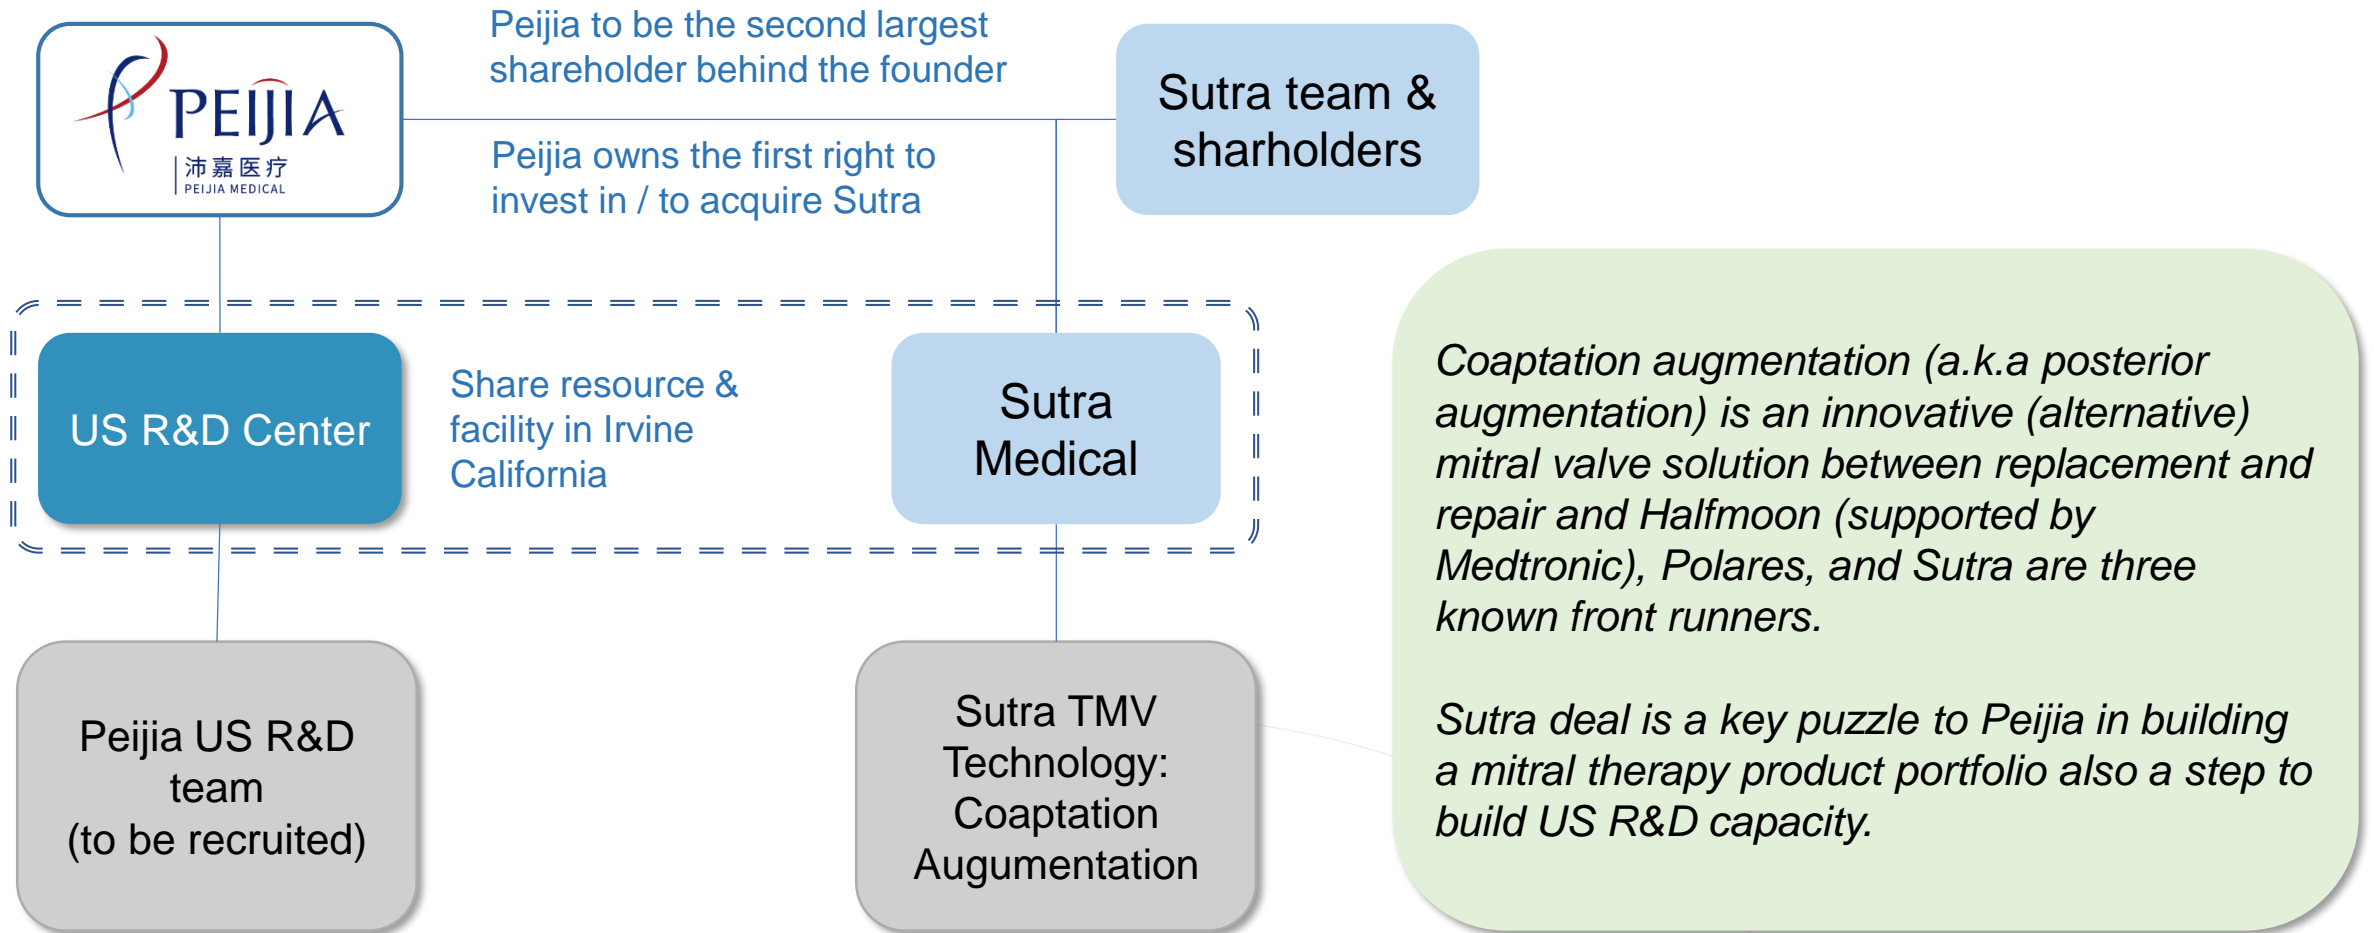 PEIJIA
沛嘉医疗
PEIJIA MEDICAL
Peijia to be the second largest
shareholder behind the founder
Peijia owns the first right to
invest in / to acquire Sutra
Sutra team &
sharholders
US R&D Center
Share resource &
facility in Irvine
California
Sutra
Medical
Peijia US R&D
team
(to be recruited)
Sutra TMV
Technology:
Coaptation
Augumentation
Coaptation augmentation (a.k.a posterior
augmentation) is an innovative (alternative)
mitral valve solution between replacement and
repair and Halfmoon (supported by
Medtronic), Polares, and Sutra are three
known front runners.
Sutra deal is a key puzzle to Peijia in building
a mitral therapy product portfolio also a step to
build US R&D capacity.